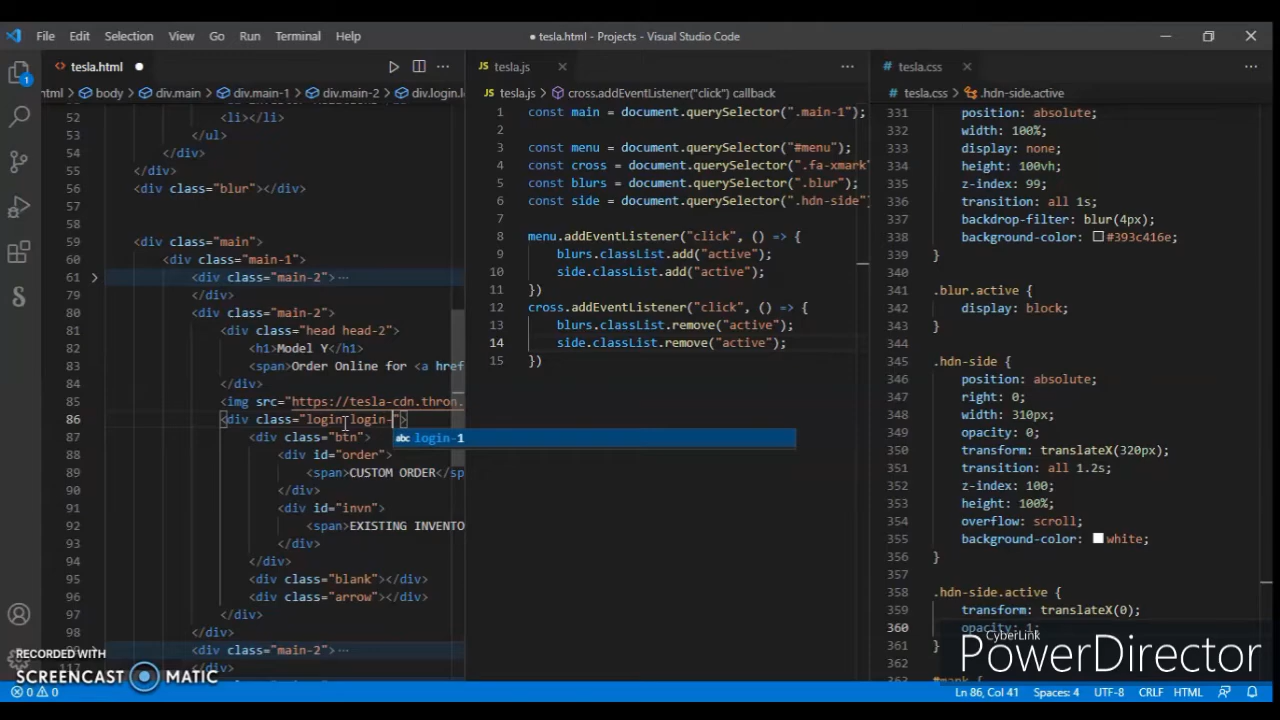 File Edit Selection View Go Run Terminal Help
● tesla.html - Projects - Visual Studio Code
tesla.html ●
html > body > div.main > div.main-1 > div.main-2 > div.login.l
52 <li></li>
53 </ul>
54 </div>
55 </div>
56 <div class="blur"></div>
57
58
59 <div class="main">
60 <div class="main-1">
61 <div class="main-2">…
79 </div>
80 <div class="main-2">
81 <div class="head head-2">
82 <h1>Model Y</h1>
83 <span>Order Online for <a href
84 </div>
85 <img src="https://tesla-cdn.thron.
86 <div class="login login-">
login-1
87 <div class="btn">
88 <div id="order">
89 <span>CUSTOM ORDER</sp
90 </div>
91 <div id="invn">
92 <span>EXISTING INVENTO
93 </div>
94 </div>
95 <div class="blank"></div>
96 <div class="arrow"></div>
97 </div>
98 </div>
<div class="main-2">…
117 </div>
tesla.js
tesla.js > cross.addEventListener("click") callback
1 const main = document.querySelector(".main-1");
2
3 const menu = document.querySelector("#menu");
4 const cross = document.querySelector(".fa-xmark"
5 const blurs = document.querySelector(".blur");
6 const side = document.querySelector(".hdn-side")
7
8 menu.addEventListener("click", () => {
9 blurs.classList.add("active");
10 side.classList.add("active");
11 })
12 cross.addEventListener("click", () => {
13 blurs.classList.remove("active");
14 side.classList.remove("active");
15 })
tesla.css
tesla.css > .hdn-side.active
331 position: absolute;
332 width: 100%;
333 display: none;
334 height: 100vh;
335 z-index: 99;
336 transition: all 1s;
337 backdrop-filter: blur(4px);
338 background-color: #393c416e;
339 }
340
341 .blur.active {
342 display: block;
343 }
344
345 .hdn-side {
346 position: absolute;
347 right: 0;
348 width: 310px;
349 opacity: 0;
350 transform: translateX(320px);
351 transition: all 1.2s;
352 z-index: 100;
353 height: 100%;
354 overflow: scroll;
355 background-color: white;
356 }
357
358 .hdn-side.active {
359 transform: translateX(0);
360 opacity: 1;
361 }
362
363
RECORDED WITH
SCREENCAST MATIC
CyberLink
PowerDirector
0 0
Ln 86, Col 41 Spaces: 4 UTF-8 CRLF HTML